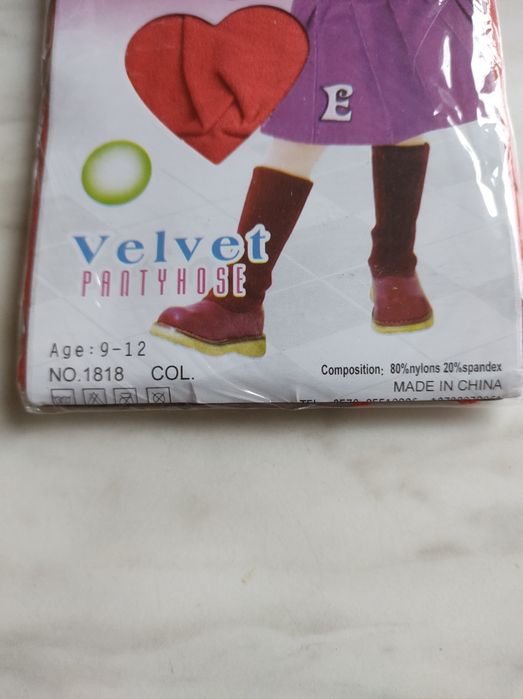 E
Velvet
PANTYHOSE
Age:9-12
NO.1818 COL.
Composition: 80%nylons 20%spandex
MADE IN CHINA